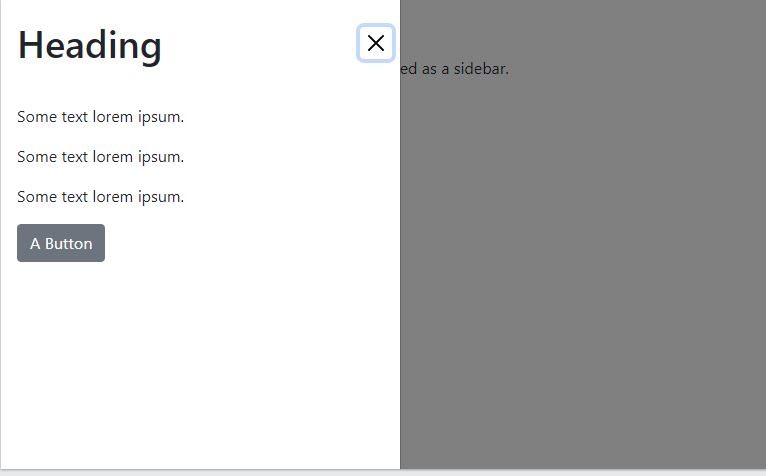 Heading
ed as a sidebar.
Some text lorem ipsum.
Some text lorem ipsum.
Some text lorem ipsum.
A Button